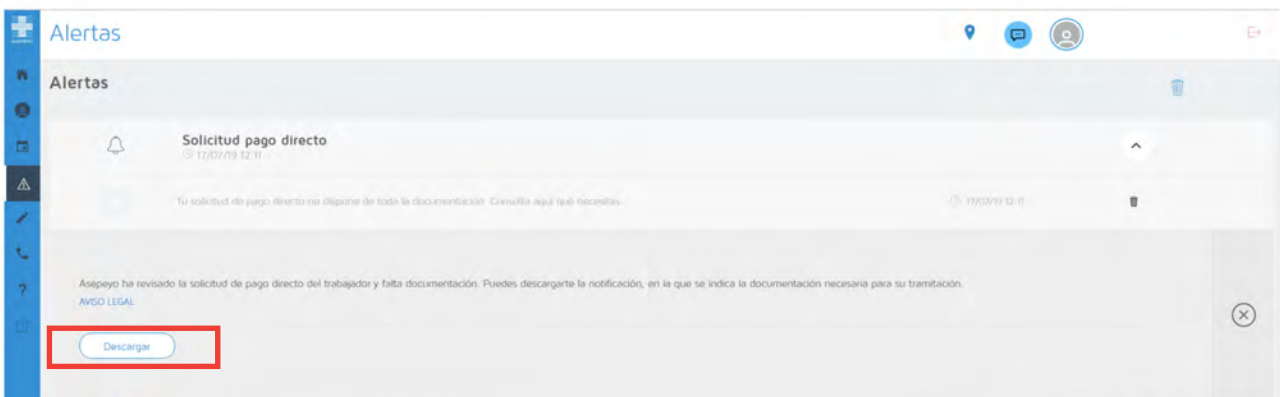 Alertas
Alertas
Solicitud pago directo
17/07/19 12:11
Tu solicitud de pago directo no dispone de toda la documentación. Consulta aquí qué necesitas.
17/07/19 12:11
Asepeyo ha revisado la solicitud de pago directo del trabajador y falta documentación. Puedes descargarte la notificación, en la que se indica la documentación necesaria para su tramitación.
AVISO LEGAL
Descargar